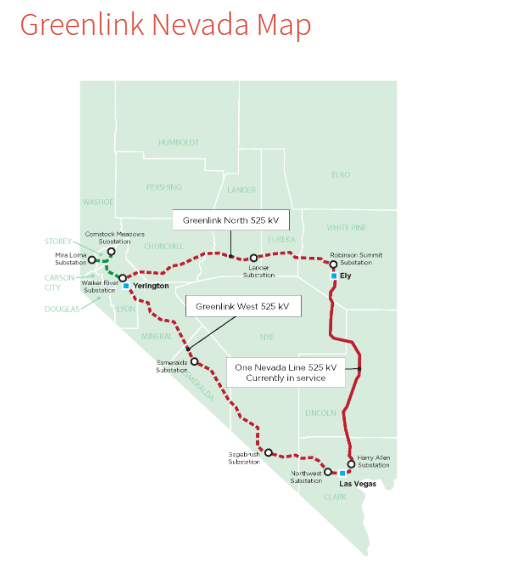 Greenlink Nevada Map
HUMBOLDT
ELKO
PERSHING
LANDER
WASHOE
Greenlink North 525 kV
WHITE PINE
Comstock Meadows
Substation
STOREY
CHURCHILL
EUREKA
Mira Loma
Substation
Robinson Summit
Substation
Lander
Substation
CARSON
CITY
Walker River
Substation
Yerington
Ely
DOUGLAS
LYON
Greenlink West 525 kV
MINERAL
NYE
Esmeralda
Substation
One Nevada Line 525 kV
Currently in service
ESMERALDA
LINCOLN
Sagebrush
Substation
Harry Allen
Substation
Northwest
Substation
Las Vegas
CLARK